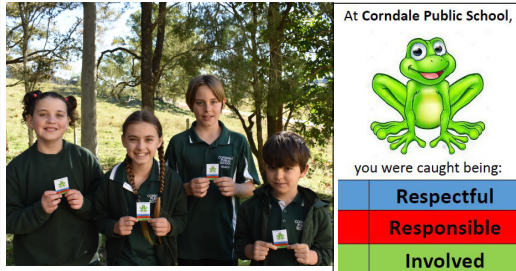 At Corndale Public School,
you were caught being:
Respectful
Responsible
Involved